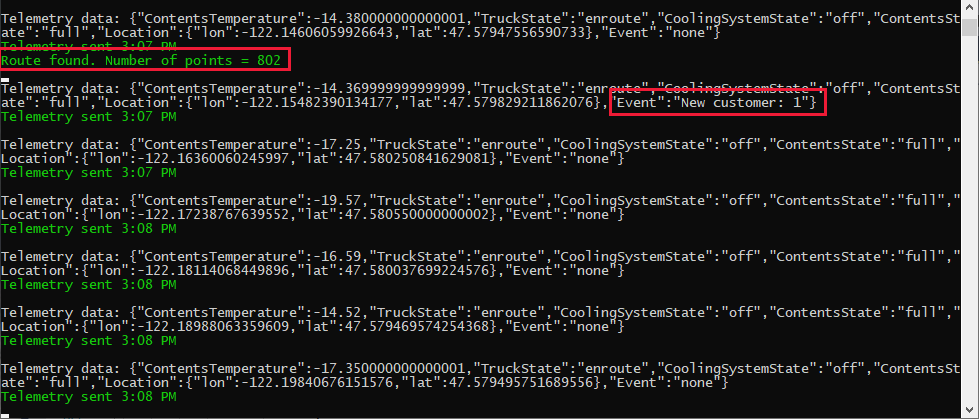 Telemetry data: {"ContentsTemperature":-14.380000000000001,"TruckState":"enroute","CoolingSystemState":"off","ContentsSt
ate":"full","Location":{"lon":-122.14606059926643,"lat":47.57947556590733},"Event":"none"}
Telemetry sent 3:07 PM
Route found. Number of points = 802
Telemetry data: {"ContentsTemperature":-14.369999999999999,"TruckState":"enroute","CoolingSystemState":"off","ContentsSt
ate":"full","Location":{"lon":-122.15482390134177,"lat":47.579829211862076},"Event":"New customer: 1"}
Telemetry sent 3:07 PM
Telemetry data: {"ContentsTemperature":-17.25,"TruckState":"enroute","CoolingSystemState":"off","ContentsState":"full","
Location":{"lon":-122.16360060245997,"lat":47.580250841629081},"Event":"none"}
Telemetry sent 3:07 PM
Telemetry data: {"ContentsTemperature":-19.57,"TruckState":"enroute","CoolingSystemState":"off","ContentsState":"full","
Location":{"lon":-122.17238767639552,"lat":47.580550000000002},"Event":"none"}
Telemetry sent 3:08 PM
Telemetry data: {"ContentsTemperature":-16.59,"TruckState":"enroute","CoolingSystemState":"off","ContentsState":"full","
Location":{"lon":-122.18114068449896,"lat":47.580037699224576},"Event":"none"}
Telemetry sent 3:08 PM
Telemetry data: {"ContentsTemperature":-14.52,"TruckState":"enroute","CoolingSystemState":"off","ContentsState":"full","
Location":{"lon":-122.18988063359609,"lat":47.579469574254368},"Event":"none"}
Telemetry sent 3:08 PM
Telemetry data: {"ContentsTemperature":-17.350000000000001,"TruckState":"enroute","CoolingSystemState":"off","ContentsSt
ate":"full","Location":{"lon":-122.19840676151576,"lat":47.579495751689556},"Event":"none"}
Telemetry sent 3:08 PM